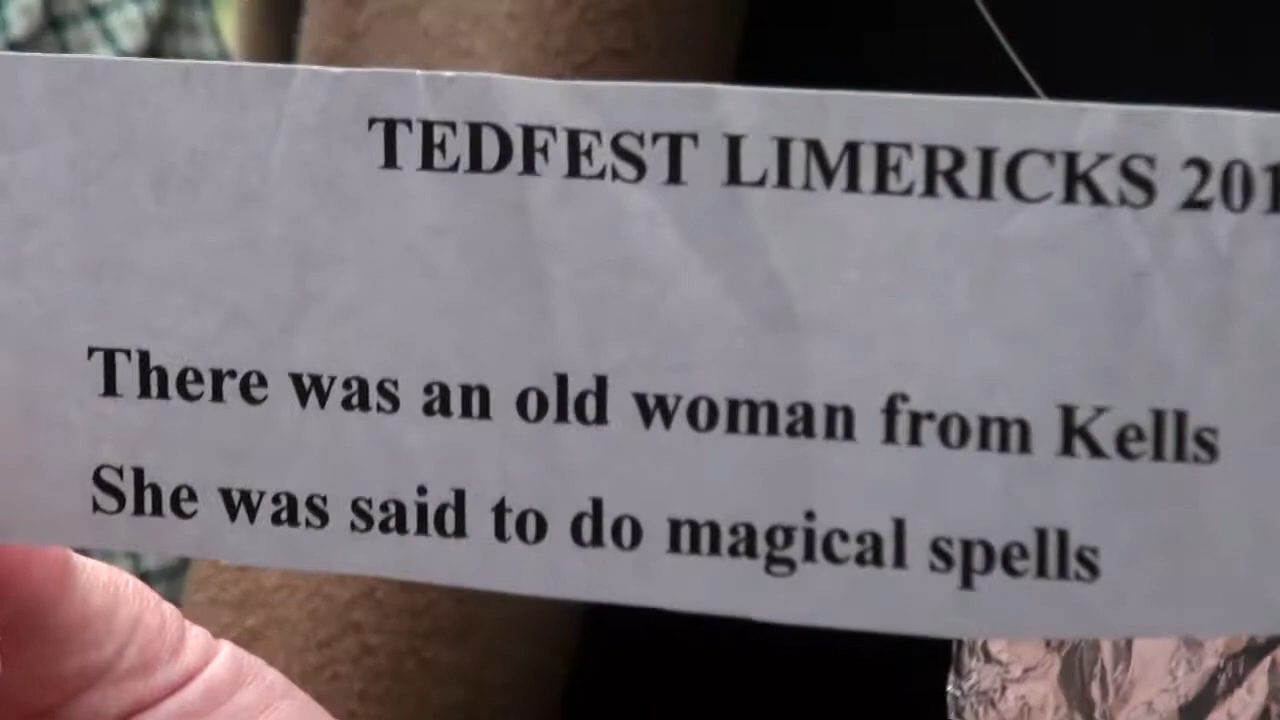 TEDFEST LIMERICKS 201
There was an old woman from Kells
She was said to do magical spells